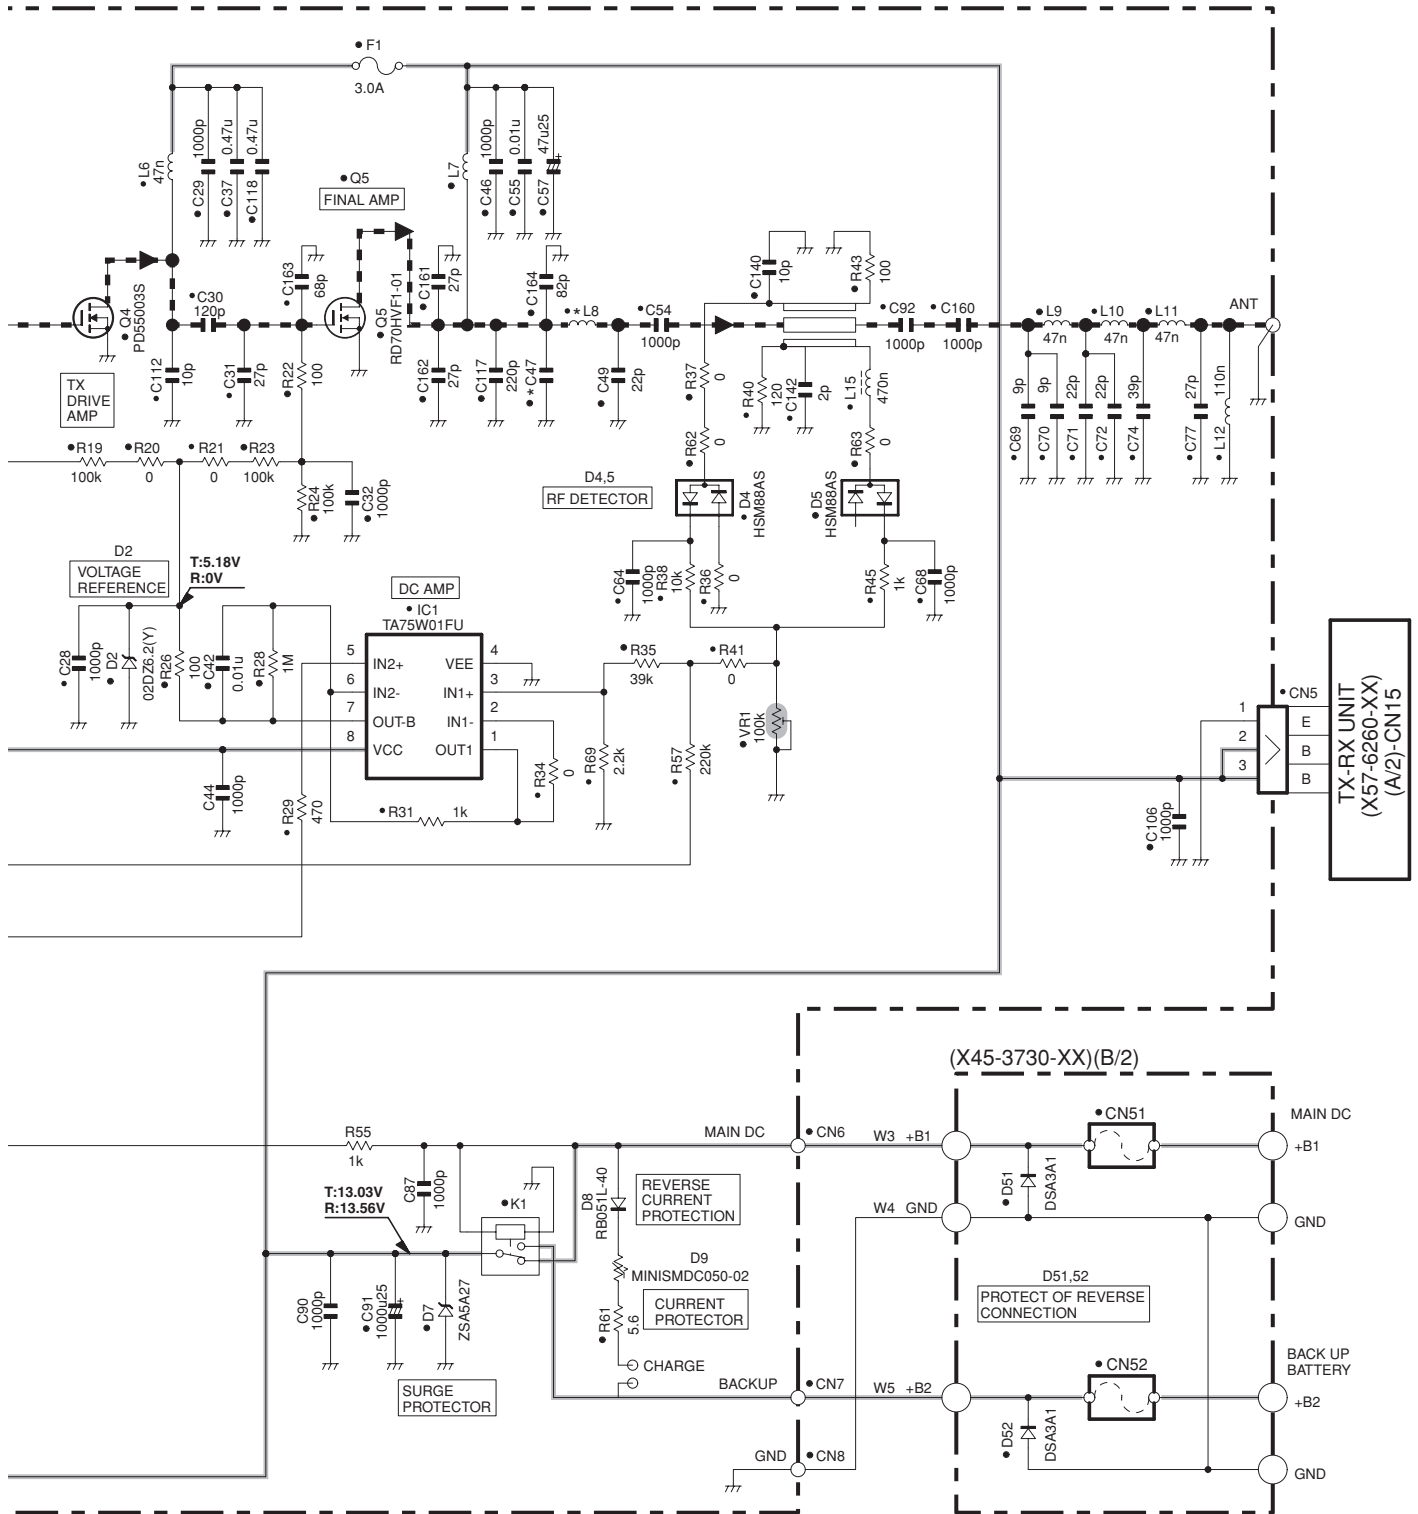 F1
3.0A
L6
47n
C29
1000p
C37
0.47u
C118
0.47u
Q5
FINAL AMP
L7
C46
1000p
C55
0.01u
C57
47u25
Q4
PD55003S
C30
120p
C163
68p
Q5
RD70HVF1-01
C161
27p
C164
82p
* L8
C54
1000p
C140
10p
R43
100
C92
1000p
C160
1000p
L9
47n
L10
47n
L11
47n
ANT
TX
DRIVE
AMP
C112
10p
C31
27p
R22
100
C162
27p
C117
220p
* C47
C49
22p
R37
0
R40
120
C142
2p
L15
470n
C69
9p
C70
9p
C71
22p
C72
22p
C74
39p
C77
27p
L12
110n
R19
100k
R20
0
R21
0
R23
100k
R24
100k
C32
1000p
R62
0
R63
0
D4,5
RF DETECTOR
D4
HSM88AS
D5
HSM88AS
D2
VOLTAGE
REFERENCE
T:5.18V
R:0V
DC AMP
IC1
TA75W01FU
C64
1000p
R38
10k
R36
0
R45
1k
C68
1000p
C28
1000p
D2
02DZ6.2(Y)
R26
100
C42
0.01u
R28
1M
5 IN2+ VEE 4
6 IN2- IN1+ 3
7 OUT-B IN1- 2
8 VCC OUT1 1
R35
39k
R41
0
VR1
100k
C44
1000p
R29
470
R31 1k
R34
0
R69
2.2k
R57
220k
CN5
1 E
2 B
3 B
TX-RX UNIT
(X57-6260-XX)
(A/2)-CN15
C106
1000p
(X45-3730-XX)(B/2)
R55
1k
MAIN DC
CN6
W3 +B1
CN51
MAIN DC
+B1
C87
1000p
T:13.03V
R:13.56V
K1
D8
RB051L-40
REVERSE
CURRENT
PROTECTION
W4 GND
D51
DSA3A1
GND
D9
MINISMDC050-02
CURRENT
PROTECTOR
D51,52
PROTECT OF REVERSE
CONNECTION
C90
1000p
C91
1000u25
D7
ZSA5A27
R61
5.6
CHARGE
SURGE
PROTECTOR
BACKUP
CN7
W5 +B2
CN52
BACK UP
BATTERY
+B2
D52
DSA3A1
GND
CN8
GND